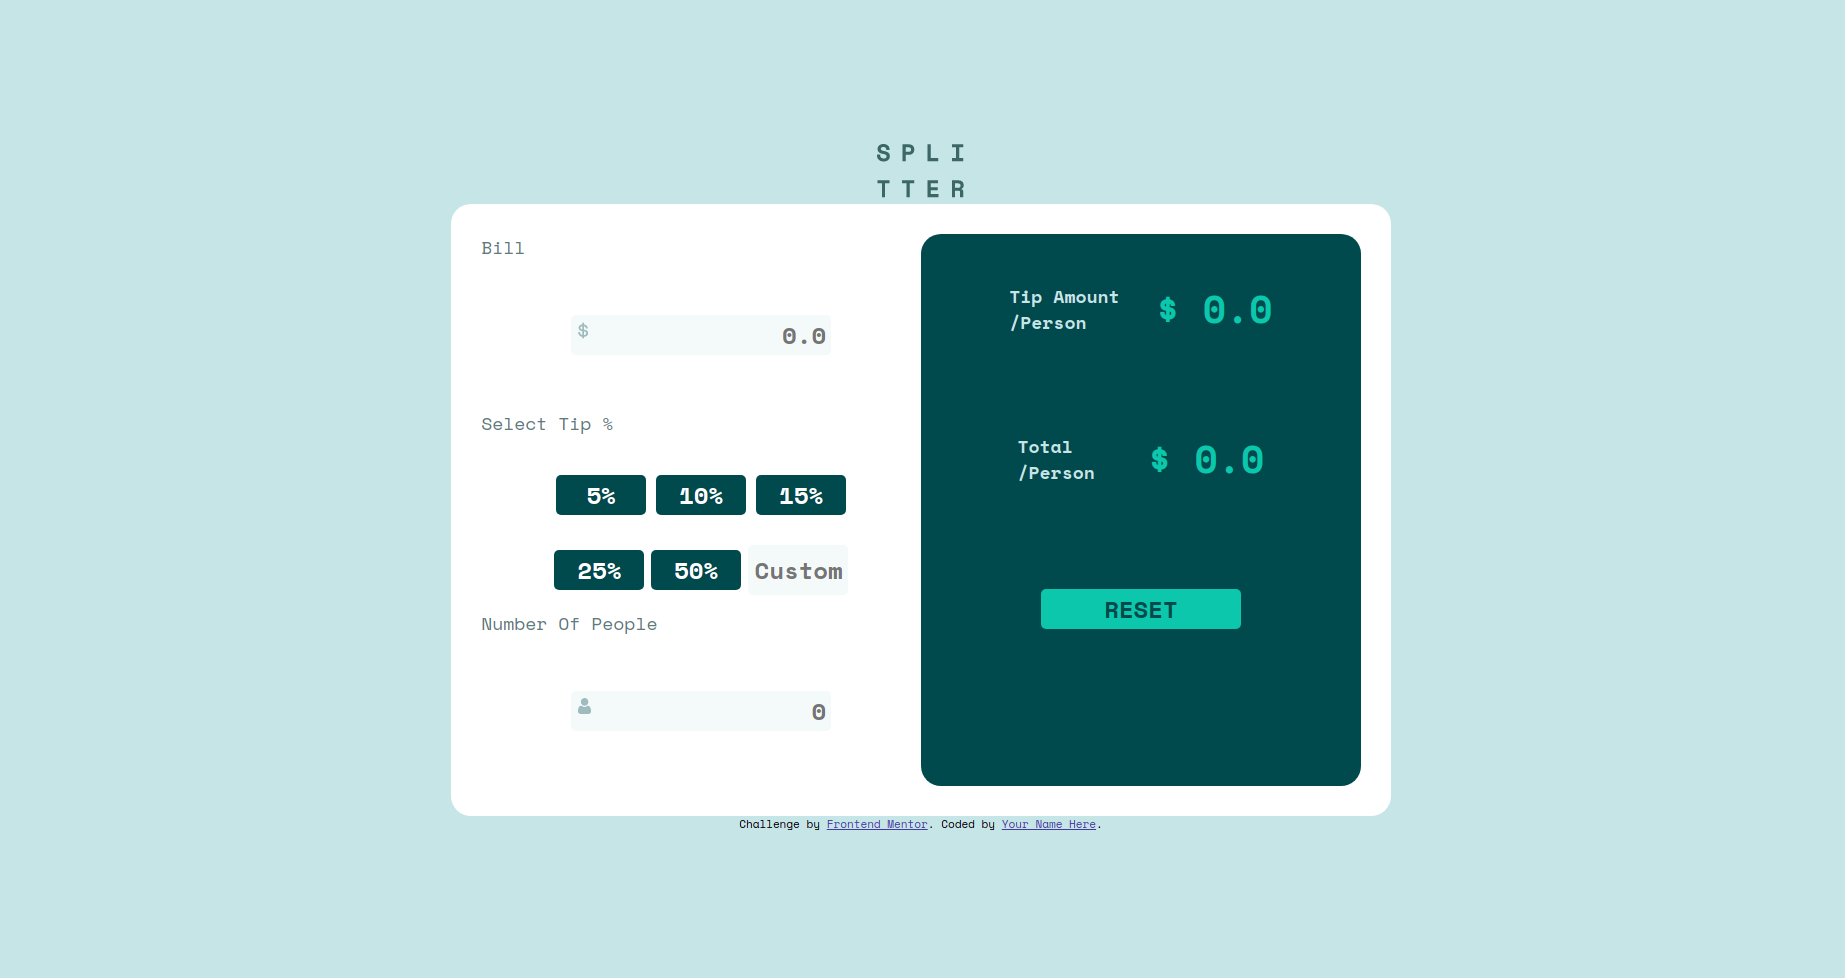 SPLI
TTER
Bill
$ 0.0
Select Tip %
5% 10% 15%
25% 50% Custom
Number Of People
0
Tip Amount
/Person
$ 0.0
Total
/Person
$ 0.0
RESET
Challenge by Frontend Mentor. Coded by Your Name Here.